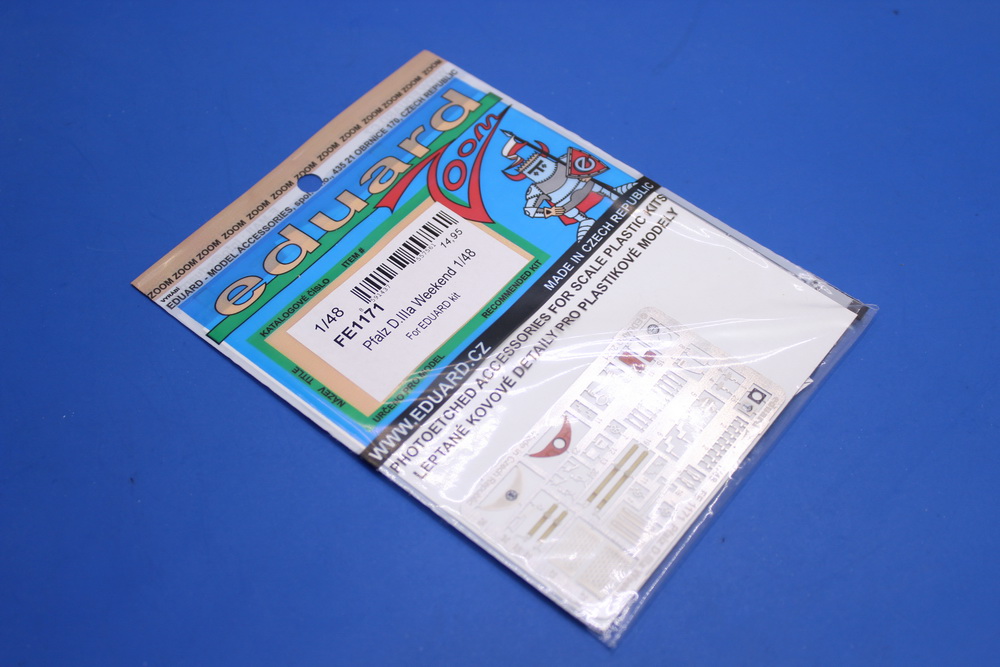 ZOOM ZOOM ZOOM ZOOM ZOOM ZOOM ZOOM ZOOM ZOOM ZOOM
EDUARD - MODEL ACCESSORIES, 435 21 OBRNICE 170, CZECH REPUBLIC
eduard
ZOOM
e
KATALOGOVÉ ČÍSLO ITEM #
1/48
FE1171
14,95
Pfalz D.IIIa Weekend 1/48
For EDUARD kit
NÁZEV TITLE
URČENO PRO MODEL RECOMMENDED KIT
WWW.EDUARD.CZ MADE IN CZECH REPUBLIC
PHOTOETCHED ACCESSORIES FOR SCALE PLASTIC KITS
LEPTANÉ KOVOVÉ DETAILY PRO PLASTIKOVÉ MODELY